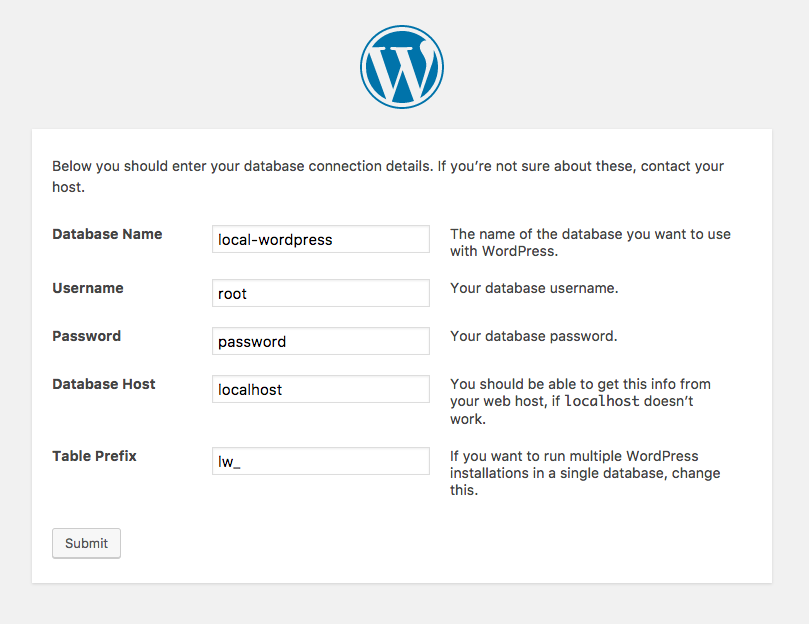 Below you should enter your database connection details. If you’re not sure about these, contact your
host.
Database Name
local-wordpress
The name of the database you want to use
with WordPress.
Username
root
Your database username.
Password
password
Your database password.
Database Host
localhost
You should be able to get this info from
your web host, if localhost doesn’t
work.
Table Prefix
lw_
If you want to run multiple WordPress
installations in a single database, change
this.
Submit